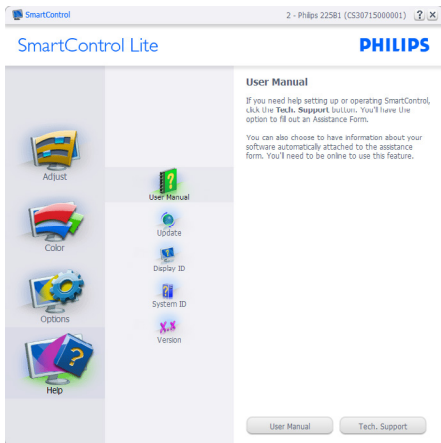 SmartControl
2 - Philips 225B1 (CS30715000001)
SmartControl Lite
PHILIPS
Adjust
Color
Options
Help
User Manual
Update
Display ID
System ID
Version
User Manual
If you need help setting up or operating SmartControl,
click the Tech. Support button. You'll have the
option to fill out an Assistance Form.
You can also choose to have information about your
software automatically attached to the assistance
form. You'll need to be online to use this feature.
User Manual
Tech. Support